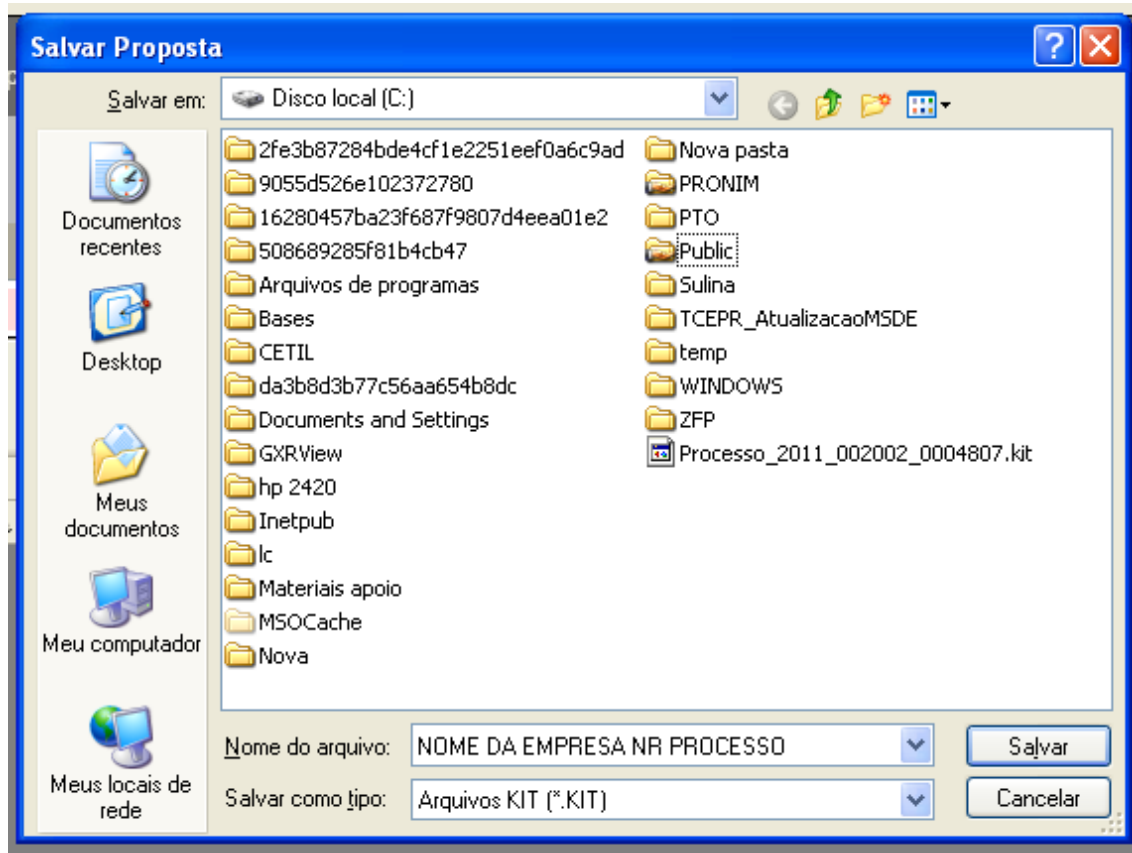 Salvar Proposta
Salvar em:
Disco local (C:)
Documentos
recentes
Desktop
Meus
documentos
Meu computador
Meus locais de
rede
2fe3b87284bde4cf1e2251eef0a6c9ad
9055d526e102372780
16280457ba23f687f9807d4eea01e2
508689285f81b4cb47
Arquivos de programas
Bases
CETIL
da3b8d3b77c56aa654b8dc
Documents and Settings
GXRView
hp 2420
Inetpub
lc
Materiais apoio
MSOCache
Nova
Nova pasta
PRONIM
PTO
Public
Sulina
TCEPR_AtualizacaoMSDE
temp
WINDOWS
ZFP
Processo_2011_002002_0004807.kit
Nome do arquivo:
NOME DA EMPRESA NR PROCESSO
Salvar
Salvar como tipo:
Arquivos KIT (*.KIT)
Cancelar